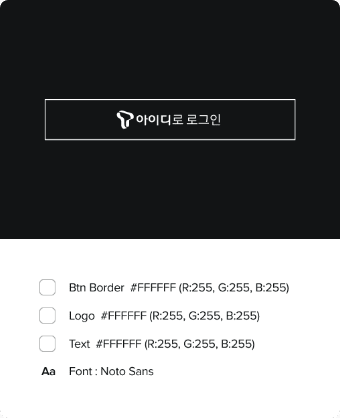 아이디로 로그인
Btn Border #FFFFFF (R:255, G:255, B:255)
Logo #FFFFFF (R:255, G:255, B:255)
Text #FFFFFF (R:255, G:255, B:255)
Aa Font : Noto Sans